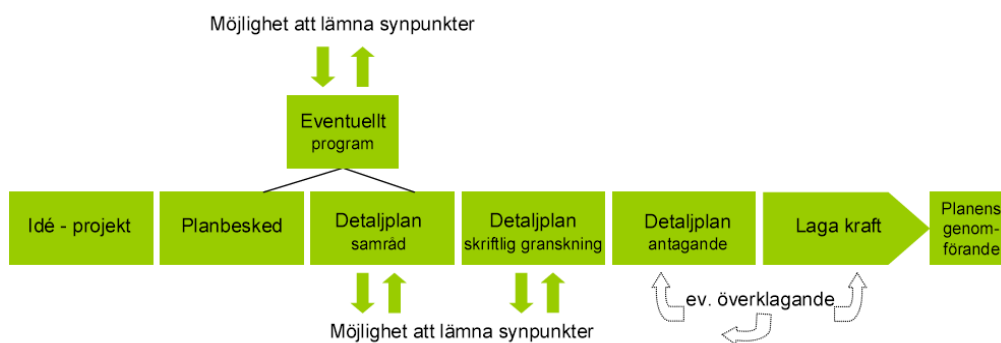 Möjlighet att lämna synpunkter
Eventuellt
program
Idé - projekt
Planbesked
Detaljplan
samråd
Detaljplan
skriftlig granskning
Detaljplan
antagande
Laga kraft
Planens
genom-
förande
ev. överklagande
Möjlighet att lämna synpunkter